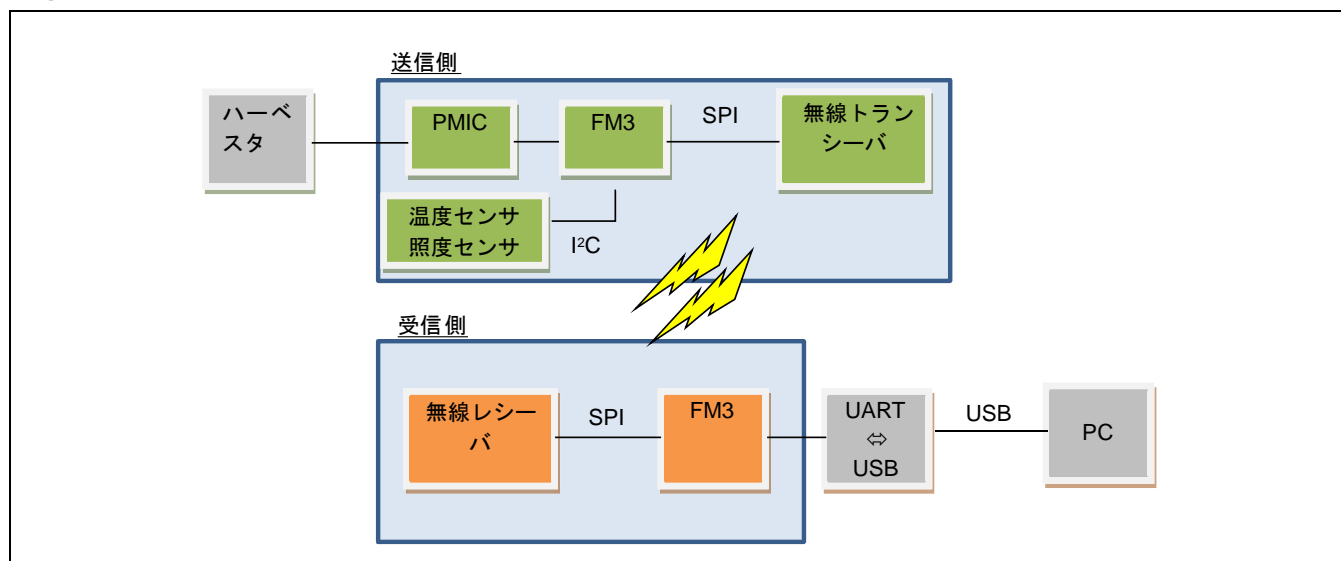 送信側
ハーベ
スタ
PMIC
FM3
SPI
無線トラン
シーバ
温度センサ
照度センサ
I²C
受信側
無線レシー
バ
SPI
FM3
UART
⇔
USB
USB
PC